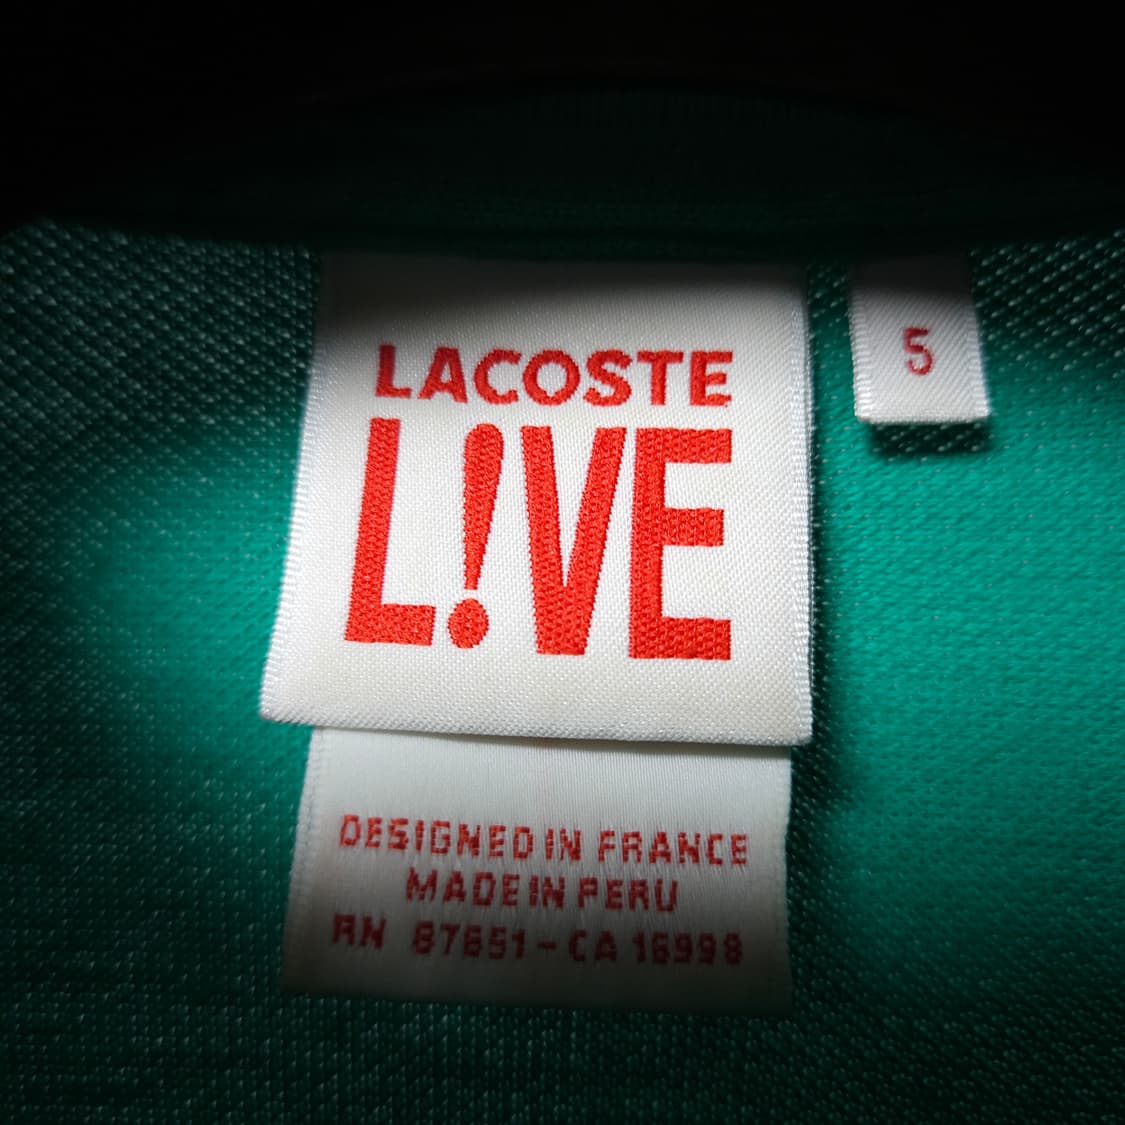 LACOSTE
L!VE
5
DESIGNED IN FRANCE
MADE IN PERU
RN 87651-CA 16998